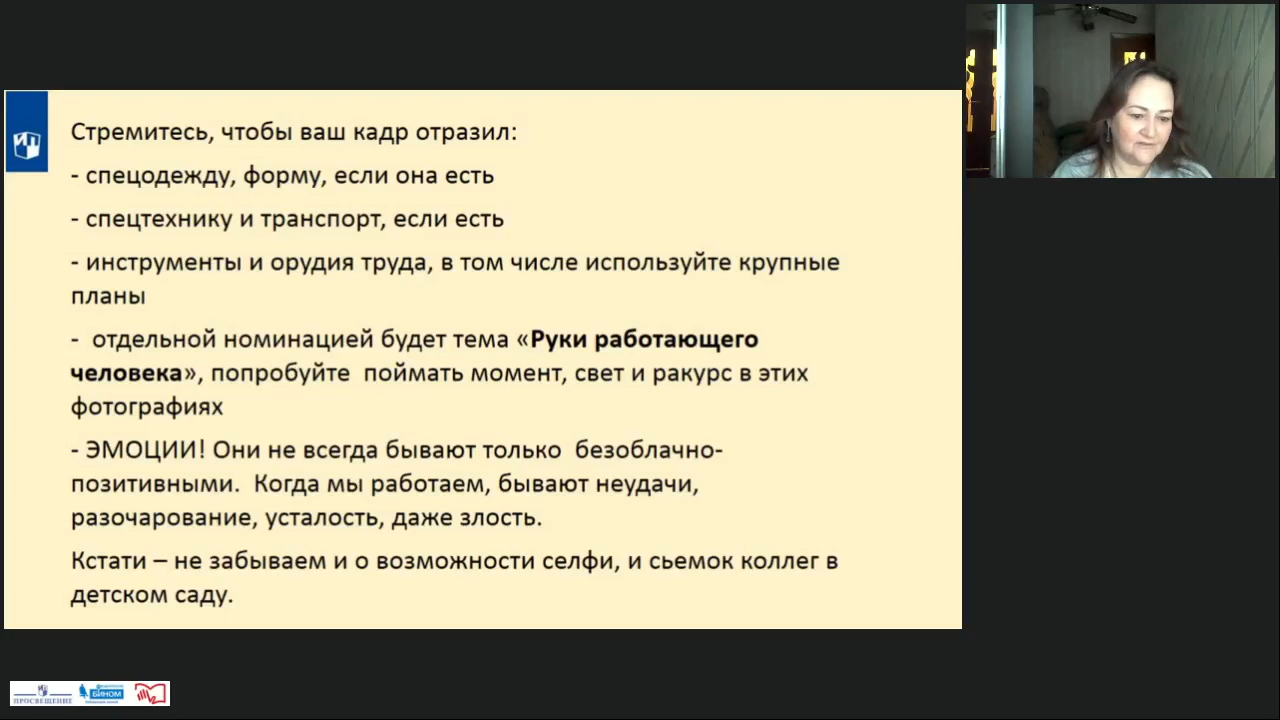 ИП
Стремитесь, чтобы ваш кадр отразил:
- спецодежду, форму, если она есть
- спецтехнику и транспорт, если есть
- инструменты и орудия труда, в том числе используйте крупные
планы
- отдельной номинацией будет тема «Руки работающего
человека», попробуйте поймать момент, свет и ракурс в этих
фотографиях
- ЭМОЦИИ! Они не всегда бывают только безоблачно-
позитивными. Когда мы работаем, бывают неудачи,
разочарование, усталость, даже злость.
Кстати – не забываем и о возможности селфи, и сьемок коллег в
детском саду.
ПРОСВЕЩЕНИЕ
БИНОМ